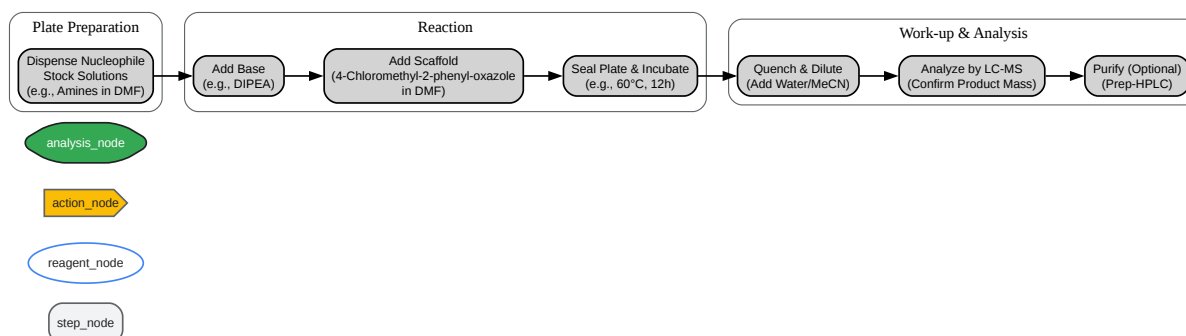 Plate Preparation
Dispense Nucleophile
Stock Solutions
(e.g., Amines in DMF)
Reaction
Add Base
(e.g., DIPEA)
Add Scaffold
(4-Chloromethyl-2-phenyl-oxazole
in DMF)
Seal Plate & Incubate
(e.g., 60°C, 12h)
Work-up & Analysis
Quench & Dilute
(Add Water/MeCN)
Analyze by LC-MS
(Confirm Product Mass)
Purify (Optional)
(Prep-HPLC)
analysis_node
action_node
reagent_node
step_node